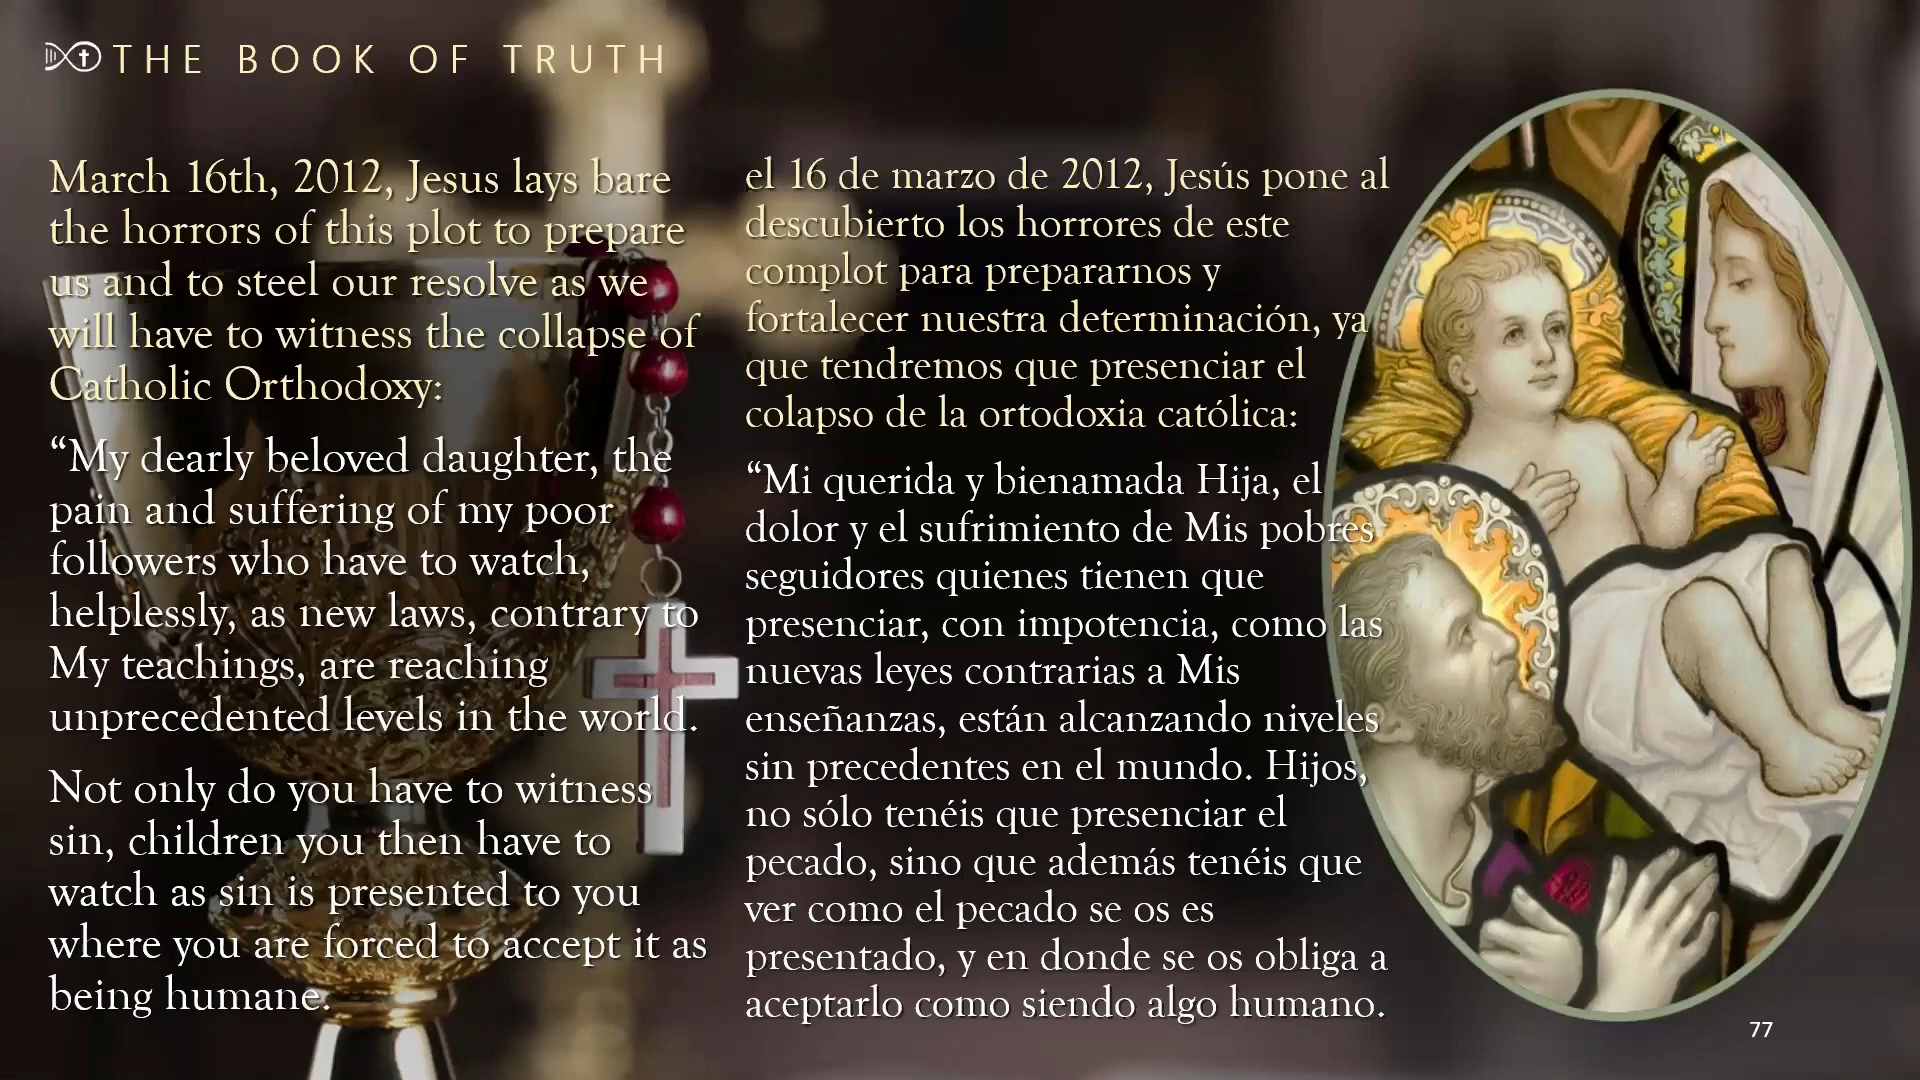 THE BOOK OF TRUTH
March 16th, 2012, Jesus lays bare
the horrors of this plot to prepare
us and to steel our resolve as we
will have to witness the collapse of
Catholic Orthodoxy:
“My dearly beloved daughter, the
pain and suffering of my poor
followers who have to watch,
helplessly, as new laws, contrary to
My teachings, are reaching
unprecedented levels in the world.
Not only do you have to witness
sin, children you then have to
watch as sin is presented to you
where you are forced to accept it as
being humane.
el 16 de marzo de 2012, Jesús pone al
descubierto los horrores de este
complot para prepararnos y
fortalecer nuestra determinación, ya
que tendremos que presenciar el
colapso de la ortodoxia católica:
“Mi querida y bienamada Hija, el
dolor y el sufrimiento de Mis pobres
seguidores quienes tienen que
presenciar, con impotencia, como las
nuevas leyes contrarias a Mis
enseñanzas, están alcanzando niveles
sin precedentes en el mundo. Hijos,
no sólo tenéis que presenciar el
pecado, sino que además tenéis que
ver como el pecado se os es
presentado, y en donde se os obliga a
aceptarlo como siendo algo humano.
77